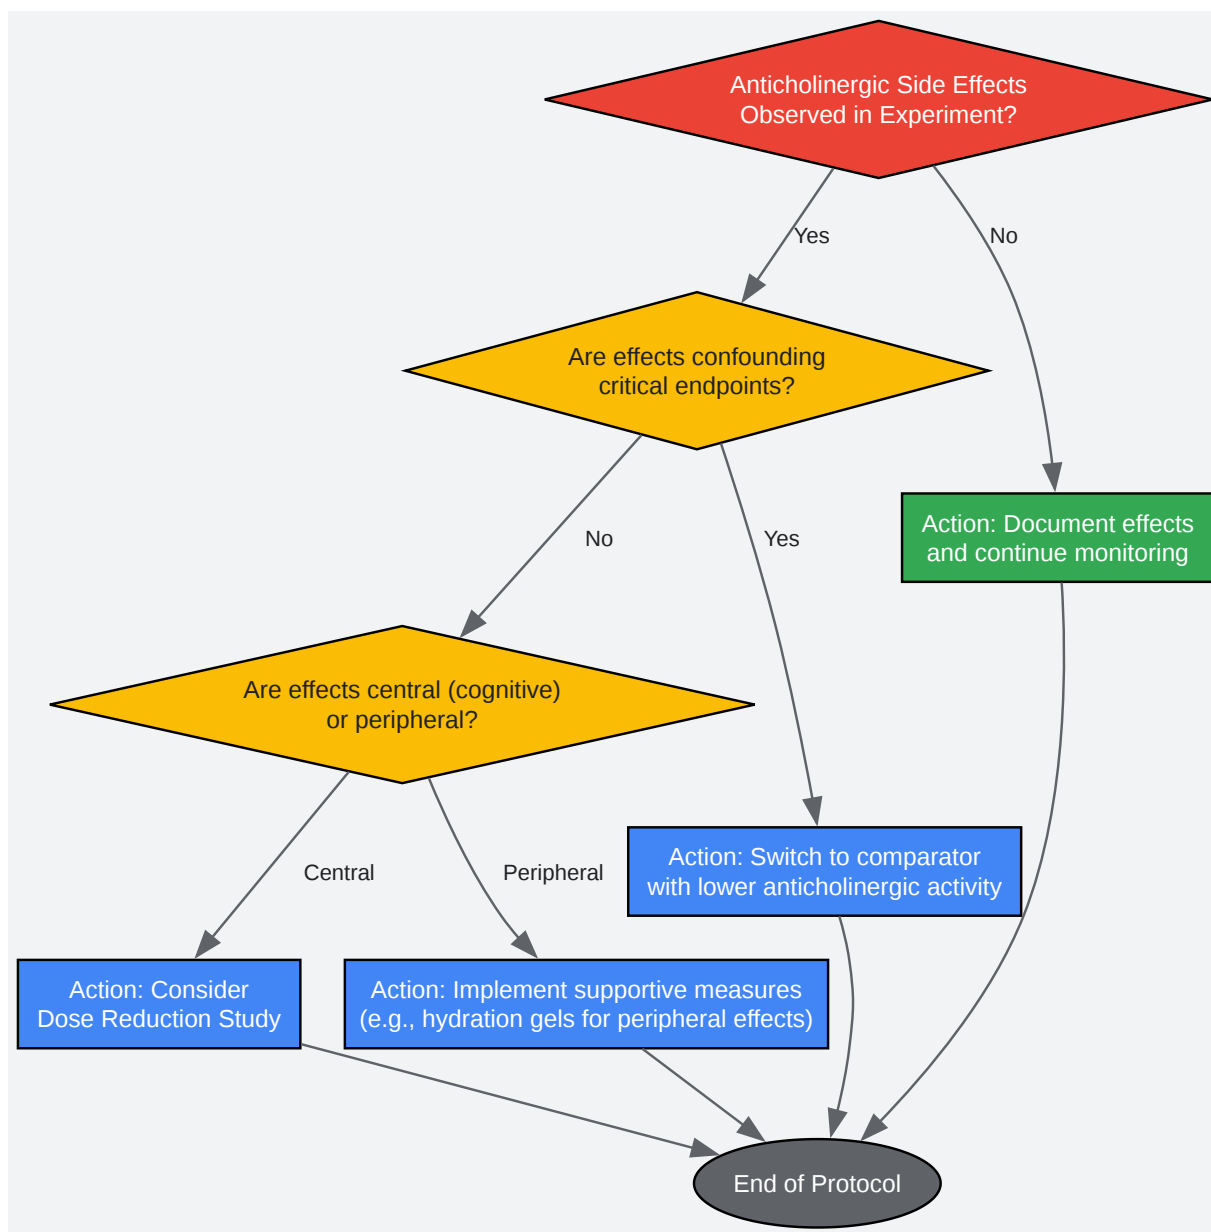 Anticholinergic Side Effects
Observed in Experiment?
Yes
No
Are effects confounding
critical endpoints?
No
Yes
Action: Document effects
and continue monitoring
Are effects central (cognitive)
or peripheral?
Central
Peripheral
Action: Switch to comparator
with lower anticholinergic activity
Action: Consider
Dose Reduction Study
Action: Implement supportive measures
(e.g., hydration gels for peripheral effects)
End of Protocol